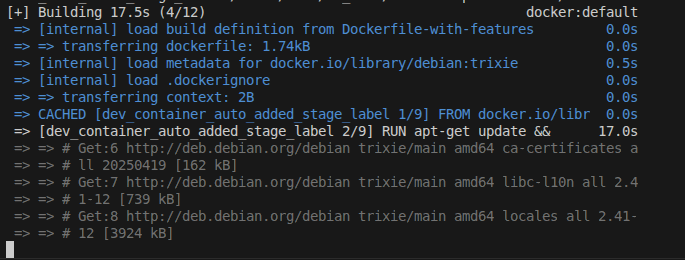 [+] Building 17.5s (4/12) docker:default
=> [internal] load build definition from Dockerfile-with-features 0.0s
=> => transferring dockerfile: 1.74kB 0.0s
=> [internal] load metadata for docker.io/library/debian:trixie 0.5s
=> [internal] load .dockerignore 0.0s
=> => transferring context: 2B 0.0s
=> CACHED [dev_container_auto_added_stage_label 1/9] FROM docker.io/libr 0.0s
=> [dev_container_auto_added_stage_label 2/9] RUN apt-get update && 17.0s
=> => # Get:6 http://deb.debian.org/debian trixie/main amd64 ca-certificates a
=> => # ll 20250419 [162 kB]
=> => # Get:7 http://deb.debian.org/debian trixie/main amd64 libc-l10n all 2.4
=> => # 1-12 [739 kB]
=> => # Get:8 http://deb.debian.org/debian trixie/main amd64 locales all 2.41-
=> => # 12 [3924 kB]